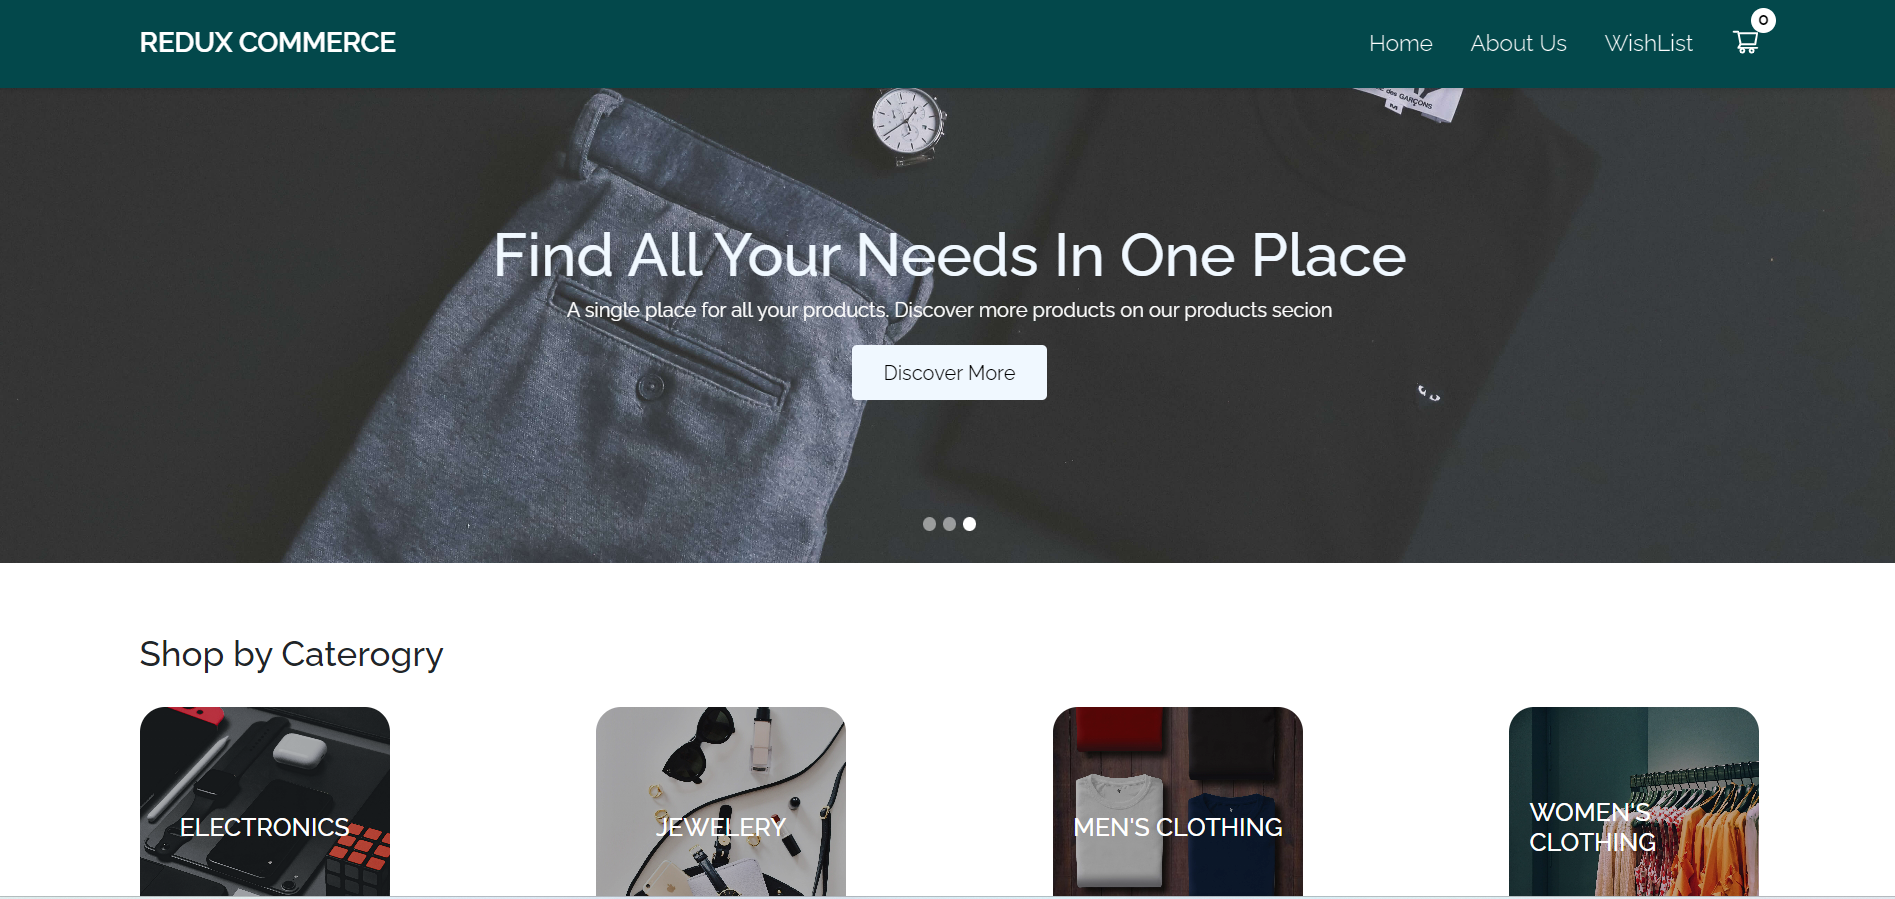 REDUX COMMERCE
Home About Us WishList 0
des GARÇONS
M
Find All Your Needs In One Place
A single place for all your products. Discover more products on our products secion
Discover More
Shop by Caterogry
ELECTRONICS
JEWELERY
MEN'S CLOTHING
WOMEN'S
CLOTHING